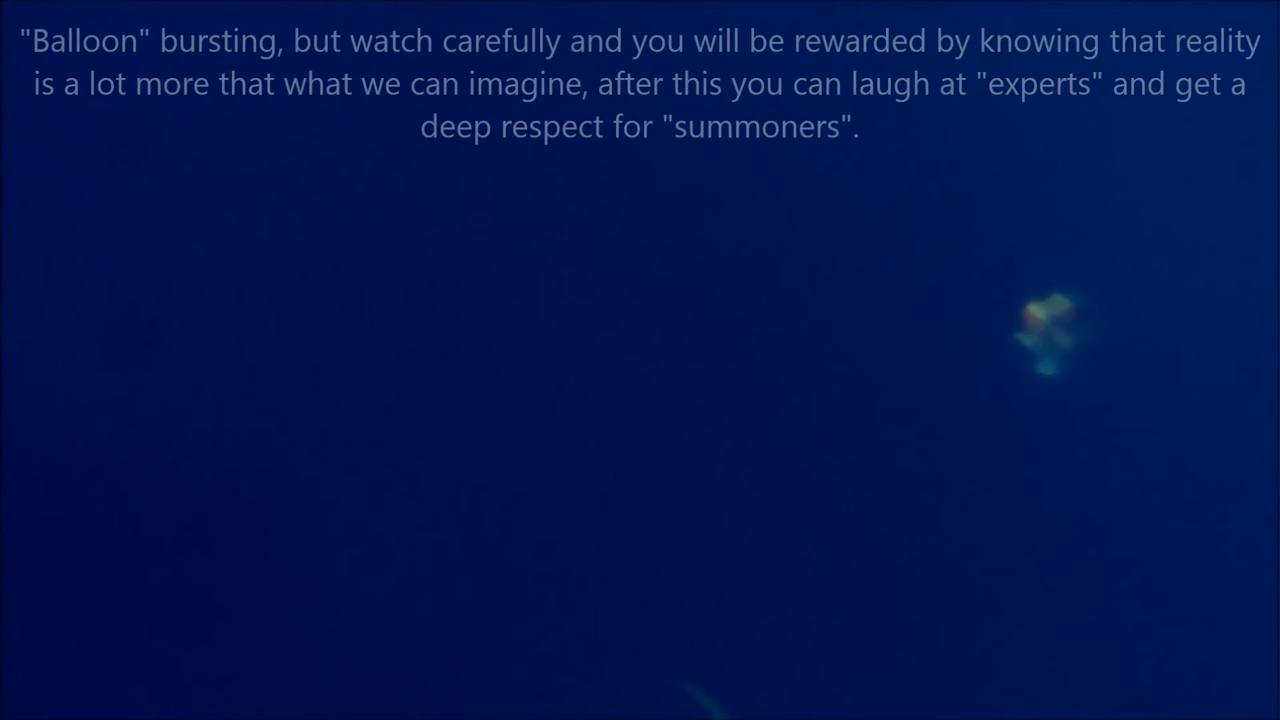 "Balloon" bursting, but watch carefully and you will be rewarded by knowing that reality
is a lot more that what we can imagine, after this you can laugh at "experts" and get a
deep respect for "summoners".